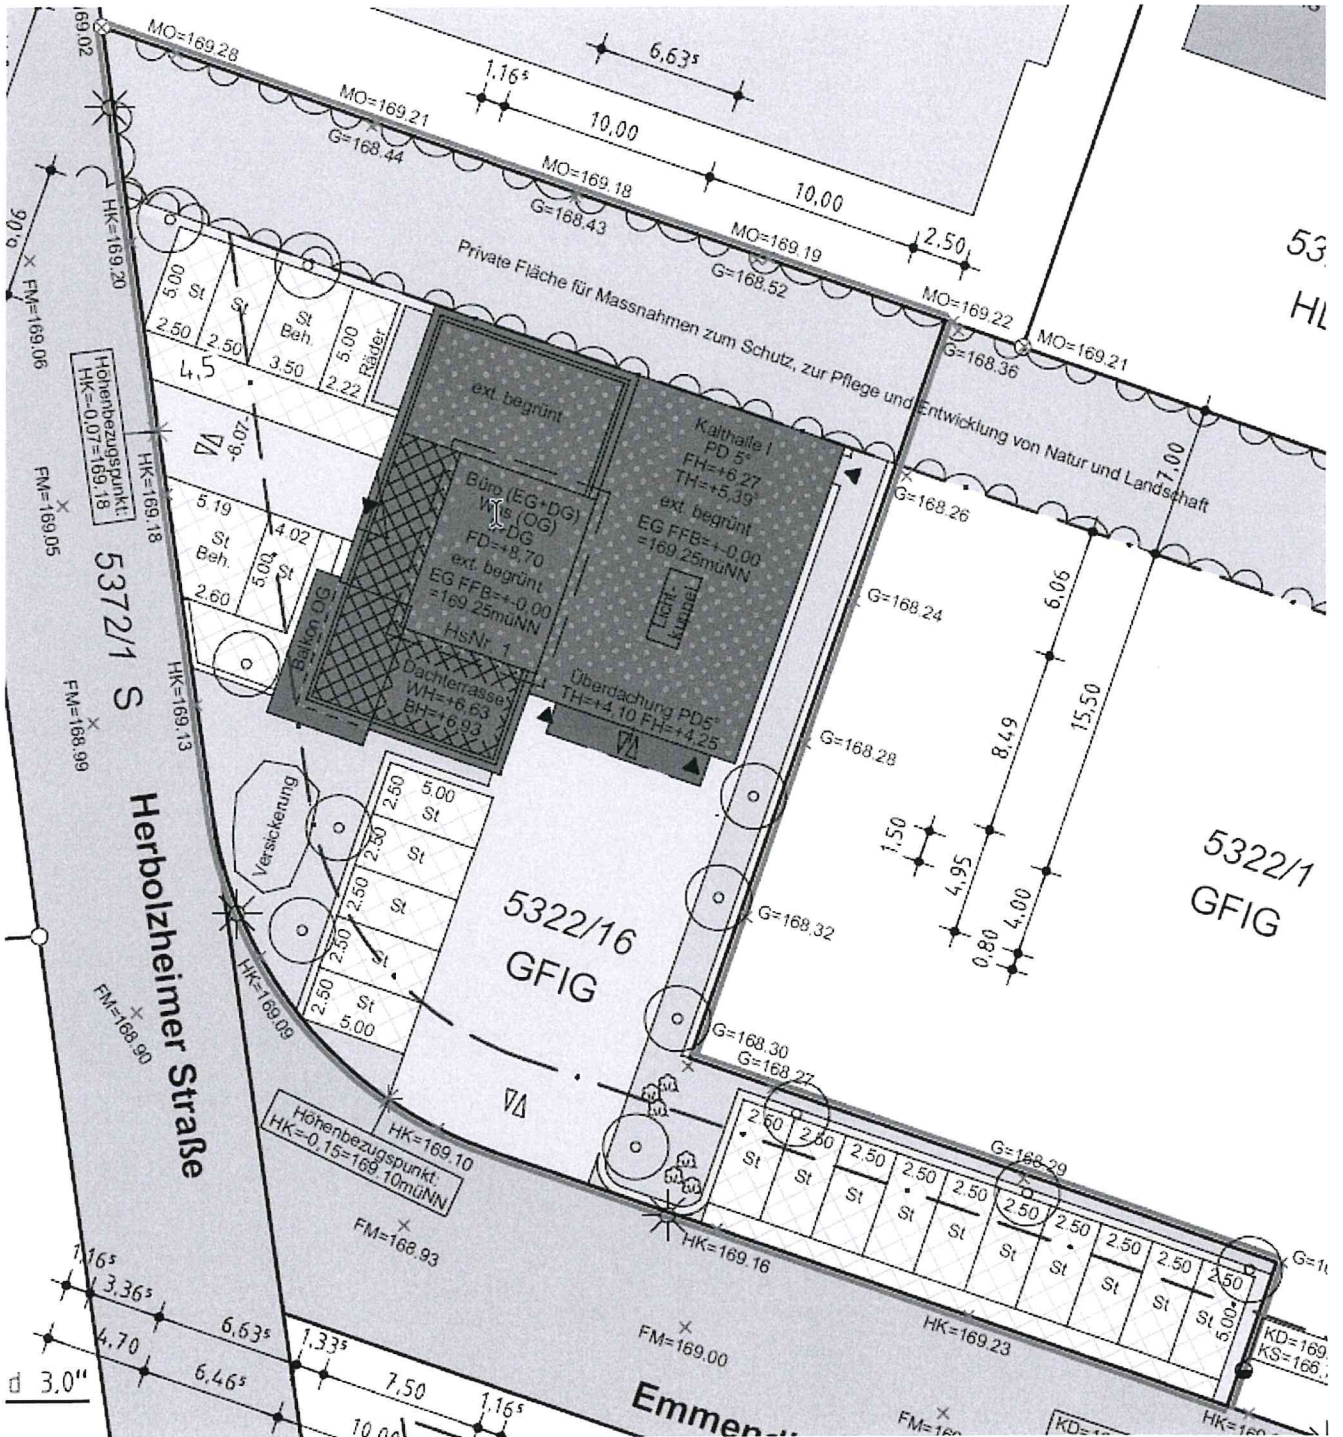 169.02
MO=169.28
MO=169.21
G=168.44
1.16⁵
6,63⁵
10.00
MO=169.18
G=168.43
10,00
2.50
MO=169.19
G=168.52
MO=169.22
G=168.36
MO=169.21
Private Fläche für Massnahmen zum Schutz, zur Pflege und Entwicklung von Natur und Landschaft
7.00
HK=169.20
FM=169.06
5.00
St
2.50
St
2.50
St
Beh.
3.50
5.00
Räder
2.22
4,5
-6.07-
Höhenbezugspunkt:
HK=-0,07=169.18
HK=169.18
FM=169.05
5.19
St
Beh.
2.60
4.02
5.00
St
ext. begrünt
Kalthalle I
PD 5°
FH=+6,27
TH=+5,39
ext. begrünt
EG FFB=+-0,00
=169.25müNN
Licht-
kuppel
Büro (EG+DG)
(OG)
FD=+8,70
ext. begrünt
EG FFB=+-0,00
=169.25müNN
HsNr. 1
Balkon DG
Dachterrasse
WH=+6,63
BH=+6,93
Überdachung PD5°
TH=+4,10 FH=+4,25
G=168.26
G=168.24
G=168.28
G=168.32
G=168.30
G=168.27
G=168.29
6,06
8.49
15,50
1.50
4,95
4.00
0.80
5322/1
GFIG
5372/1 S
HK=169.13
FM=168.99
Herbolzheimer Straße
Versickerung
2.50
5.00
St
2.50
St
2.50
St
2.50
St
2.50
St
5.00
5322/16
GFIG
HK=169.09
FM=168.90
Höhenbezugspunkt:
HK=-0,15=169.10müNN
HK=169.10
FM=168.93
HK=169.16
2.50
St
2.50
St
2.50
St
2.50
St
2.50
St
2.50
St
2.50
St
2.50
St
2.50
St
2.50
St
5.00
HK=169.23
FM=169.00
1,16⁵
3,36⁵
6,63⁵
4,70
6,46⁵
1,33⁵
7,50
1,16⁵
10.00
d 3,0"